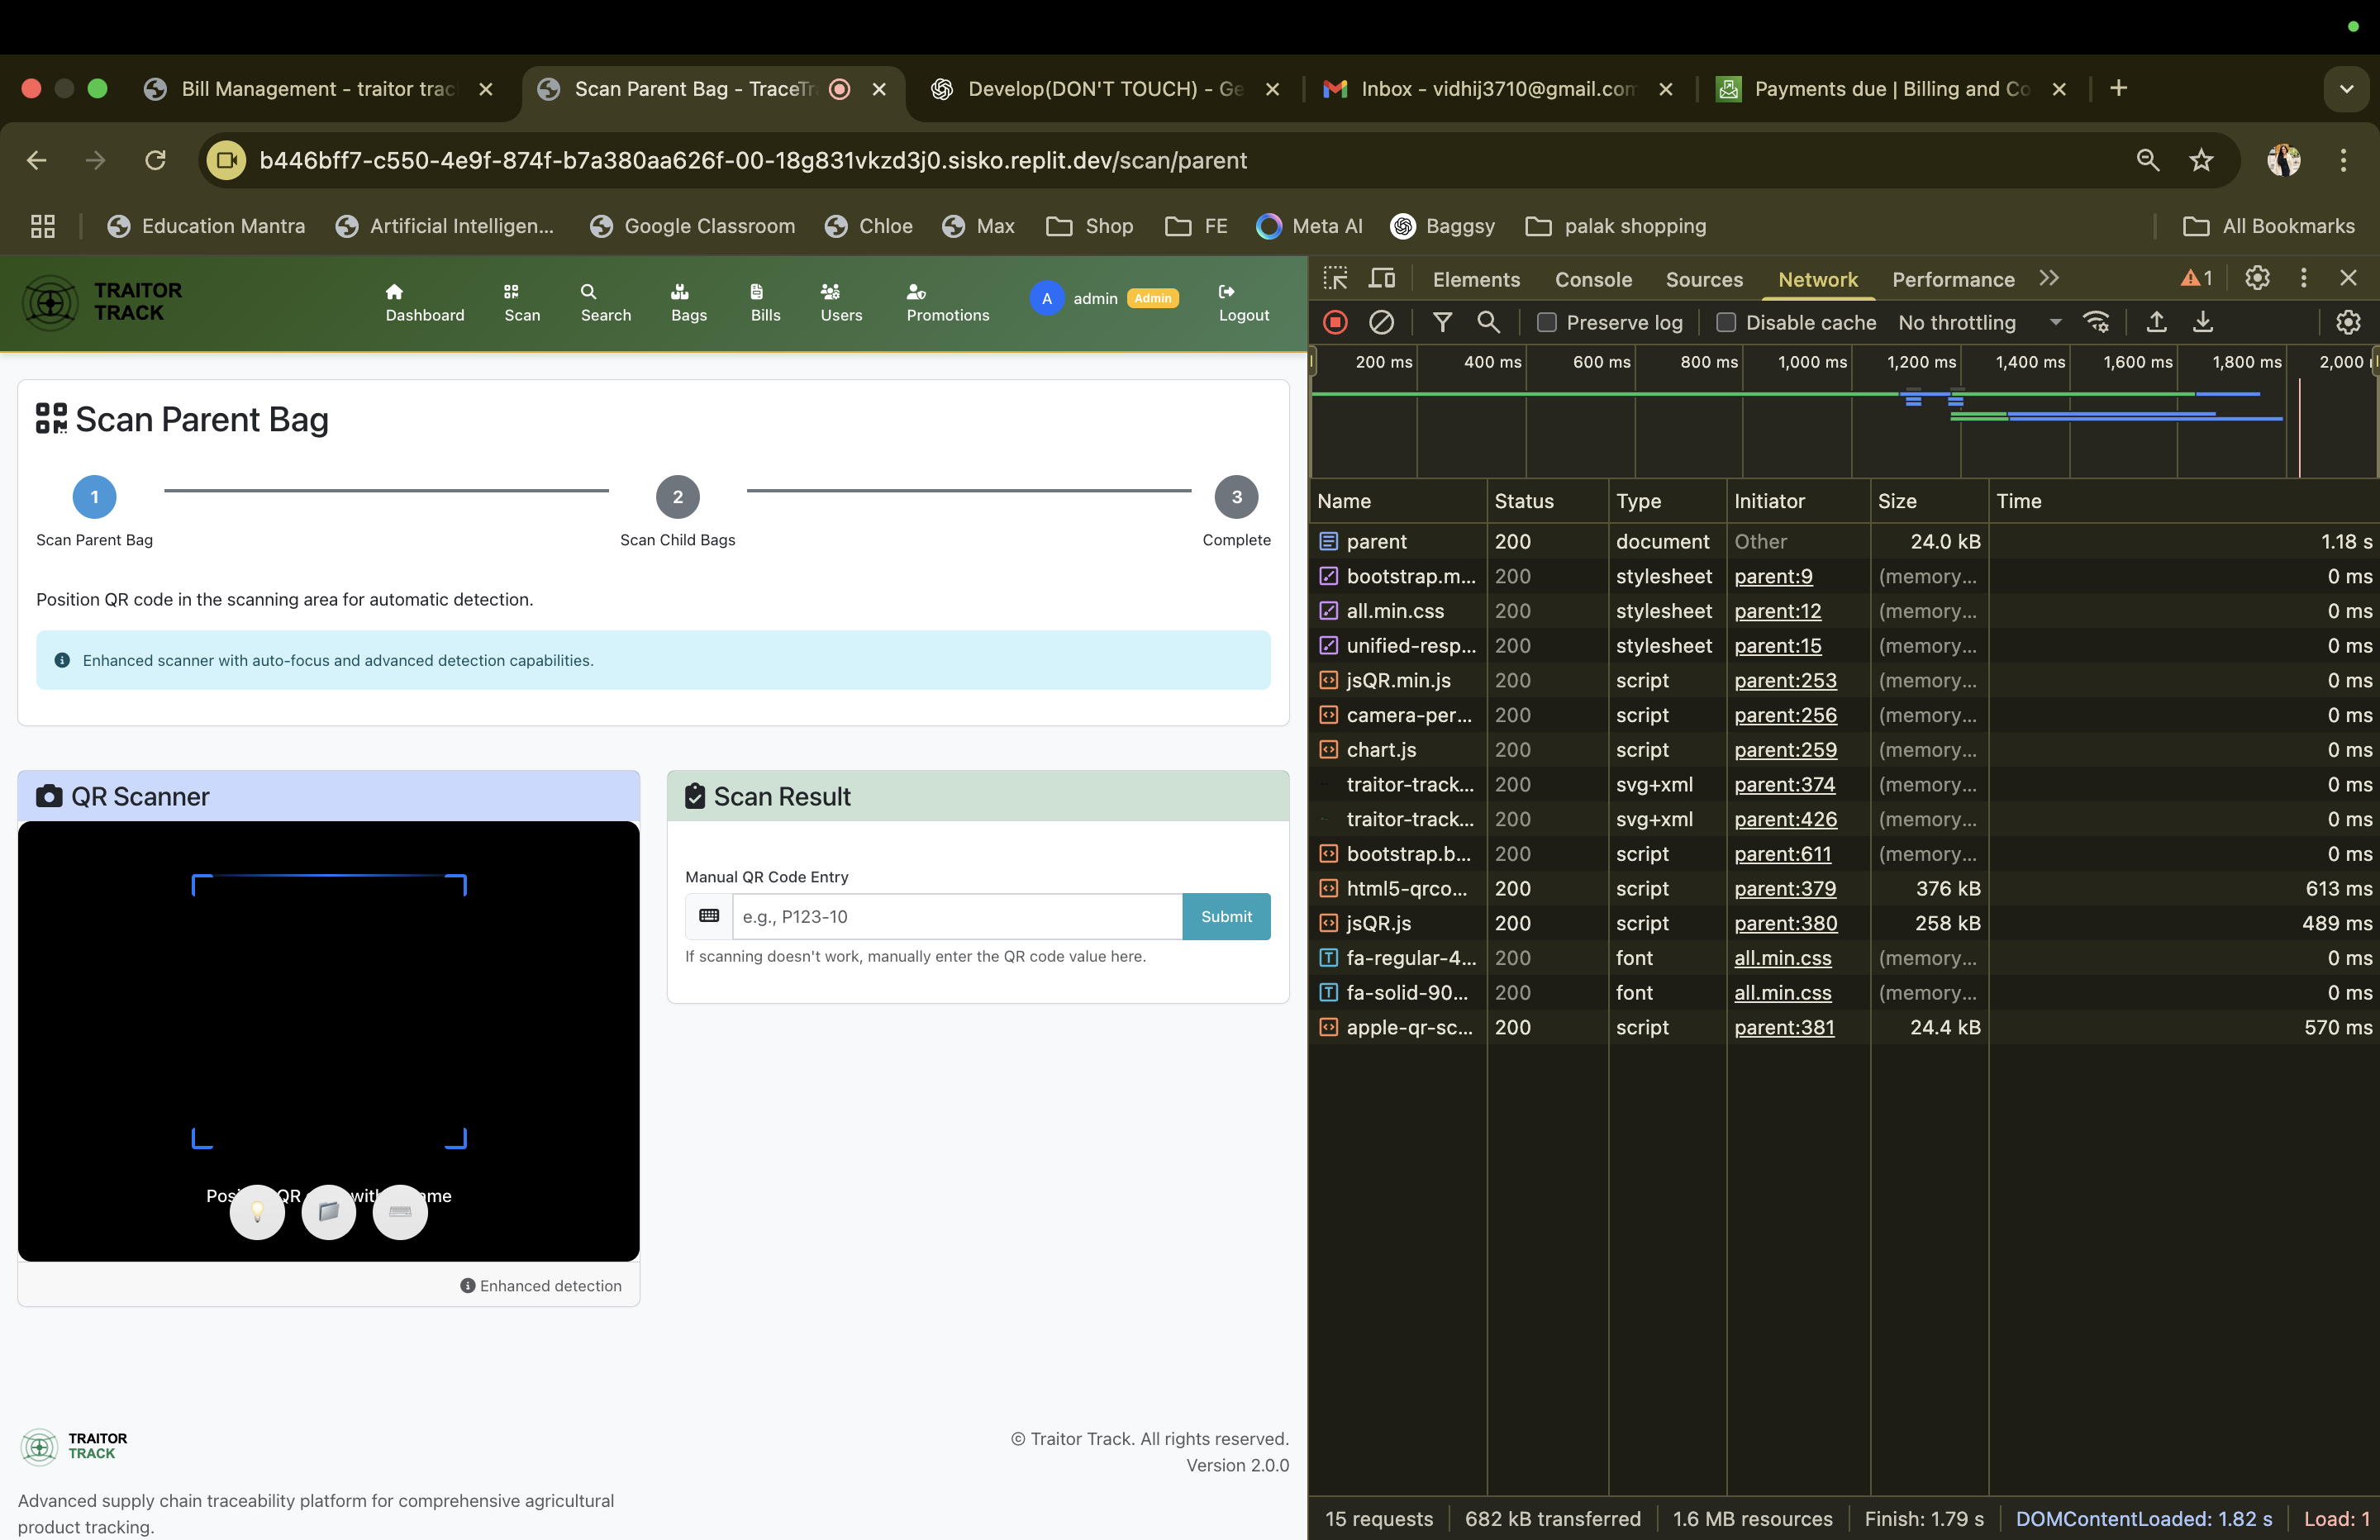 Bill Management - traitor trac
Scan Parent Bag - TraceTr
Develop(DON'T TOUCH) - Ge
Inbox - vidhij3710@gmail.com
Payments due | Billing and Co
b446bff7-c550-4e9f-874f-b7a380aa626f-00-18g831vkzd3j0.sisko.replit.dev/scan/parent
Education Mantra
Artificial Intelligen...
Google Classroom
Chloe
Max
Shop
FE
Meta AI
Baggsy
palak shopping
All Bookmarks
TRAITOR
TRACK
Dashboard
Scan
Search
Bags
Bills
Users
Promotions
A admin Admin
Logout
Scan Parent Bag
1 2 3
Scan Parent Bag Scan Child Bags Complete
Position QR code in the scanning area for automatic detection.
Enhanced scanner with auto-focus and advanced detection capabilities.
QR Scanner
Enhanced detection
Scan Result
Manual QR Code Entry
e.g., P123-10
Submit
If scanning doesn't work, manually enter the QR code value here.
TRAITOR
TRACK
© Traitor Track. All rights reserved.
Version 2.0.0
Advanced supply chain traceability platform for comprehensive agricultural
product tracking.
Elements Console Sources Network Performance 1
Preserve log Disable cache No throttling
200 ms 400 ms 600 ms 800 ms 1,000 ms 1,200 ms 1,400 ms 1,600 ms 1,800 ms 2,000
Name Status Type Initiator Size Time
parent 200 document Other 24.0 kB 1.18 s
bootstrap.m... 200 stylesheet parent:9 (memory... 0 ms
all.min.css 200 stylesheet parent:12 (memory... 0 ms
unified-resp... 200 stylesheet parent:15 (memory... 0 ms
jsQR.min.js 200 script parent:253 (memory... 0 ms
camera-per... 200 script parent:256 (memory... 0 ms
chart.js 200 script parent:259 (memory... 0 ms
traitor-track... 200 svg+xml parent:374 (memory... 0 ms
traitor-track... 200 svg+xml parent:426 (memory... 0 ms
bootstrap.b... 200 script parent:611 (memory... 0 ms
html5-qrco... 200 script parent:379 376 kB 613 ms
jsQR.js 200 script parent:380 258 kB 489 ms
fa-regular-4... 200 font all.min.css (memory... 0 ms
fa-solid-90... 200 font all.min.css (memory... 0 ms
apple-qr-sc... 200 script parent:381 24.4 kB 570 ms
15 requests 682 kB transferred 1.6 MB resources Finish: 1.79 s DOMContentLoaded: 1.82 s Load: 1